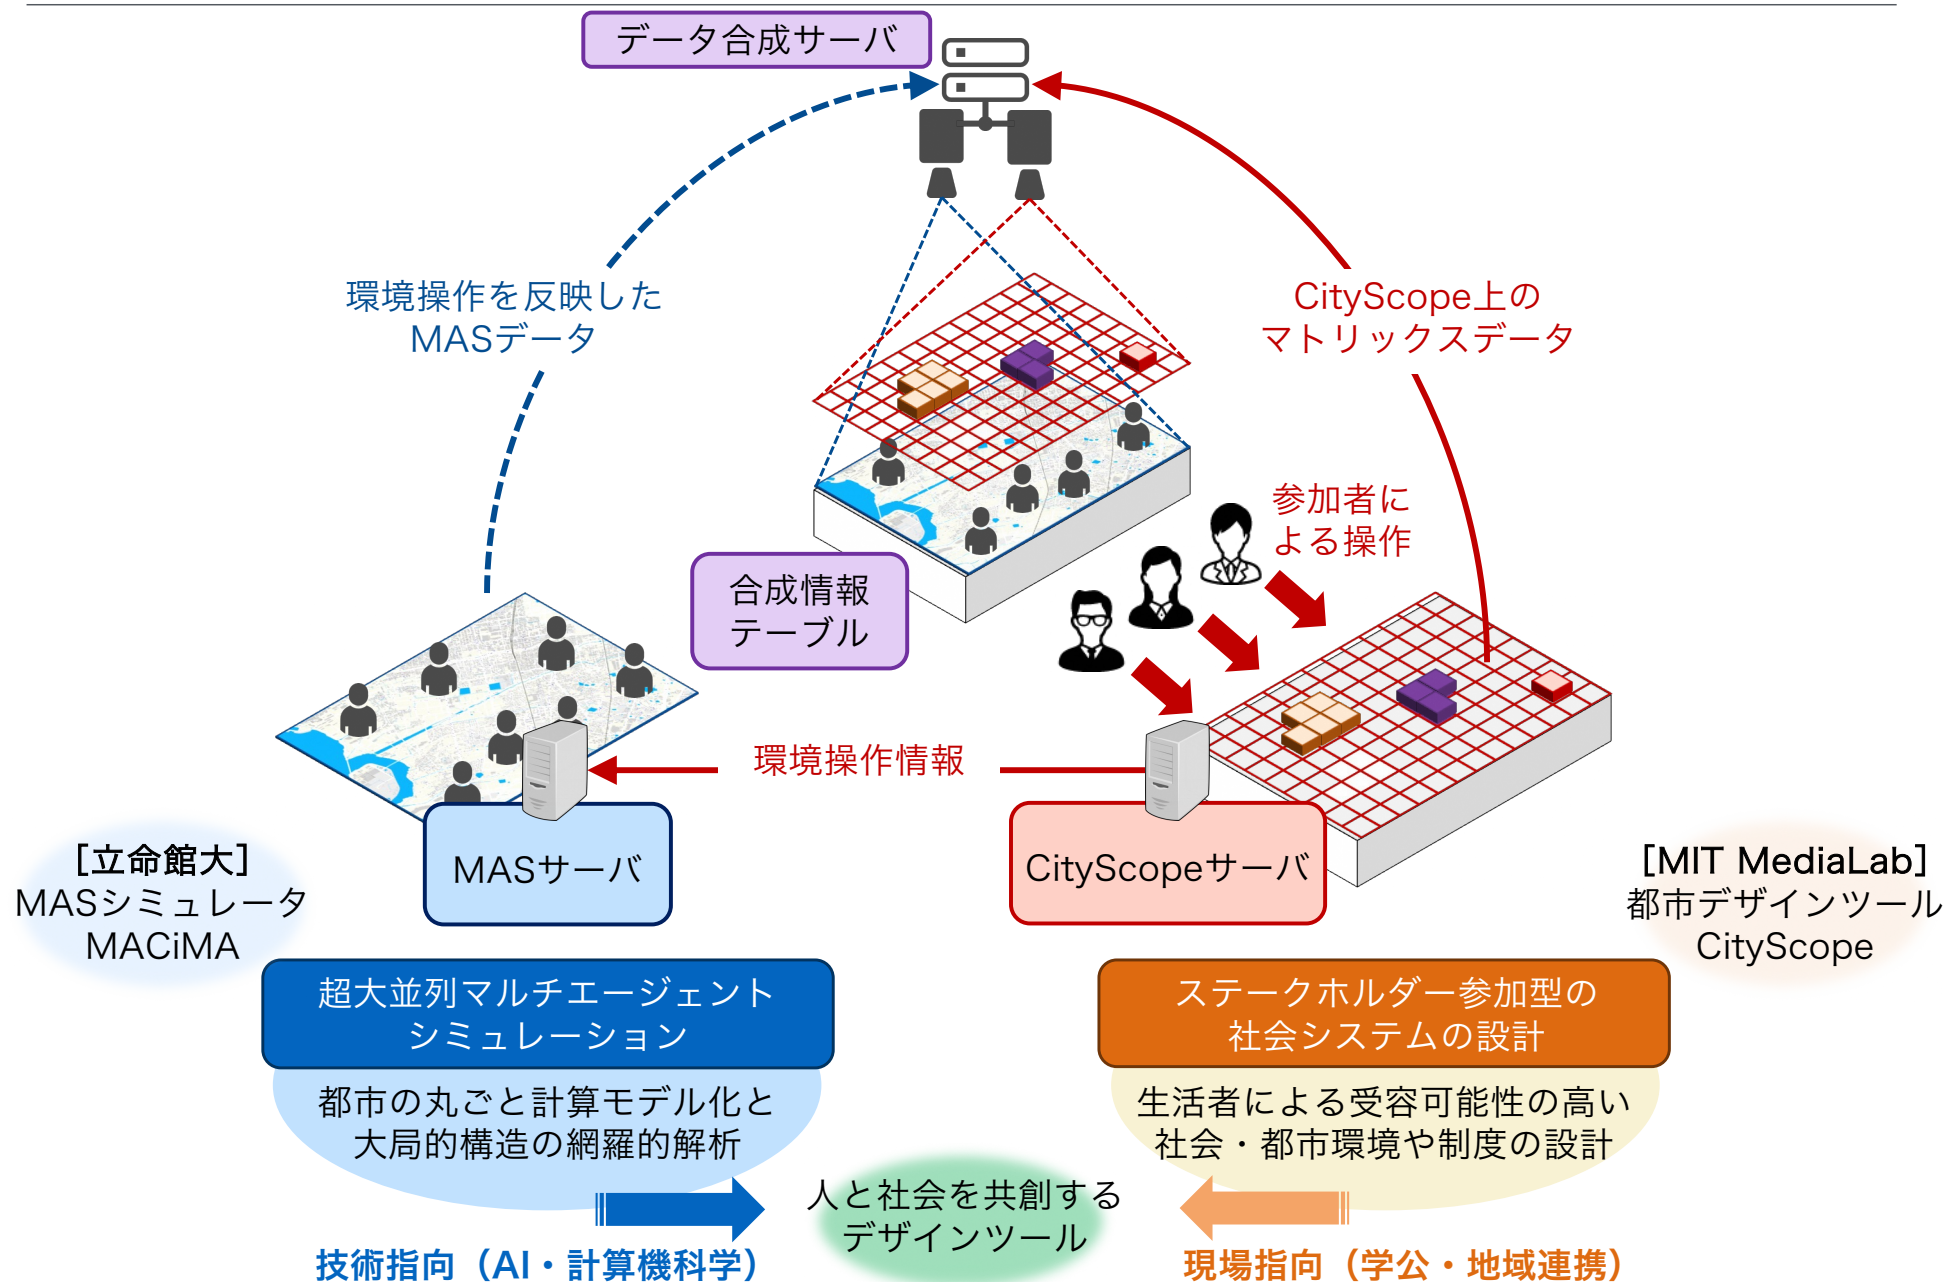 データ合成サーバ
環境操作を反映した
MASデータ
CityScope上の
マトリックスデータ
参加者に
よる操作
合成情報
テーブル
環境操作情報
MASサーバ
CityScopeサーバ
［立命館大］
MASシミュレータ
MACiMA
［MIT MediaLab］
都市デザインツール
CityScope
超大並列マルチエージェント
シミュレーション
ステークホルダー参加型の
社会システムの設計
都市の丸ごと計算モデル化と
大局的構造の網羅的解析
生活者による受容可能性の高い
社会・都市環境や制度の設計
人と社会を共創する
デザインツール
技術指向（AI・計算機科学）
現場指向（学公・地域連携）